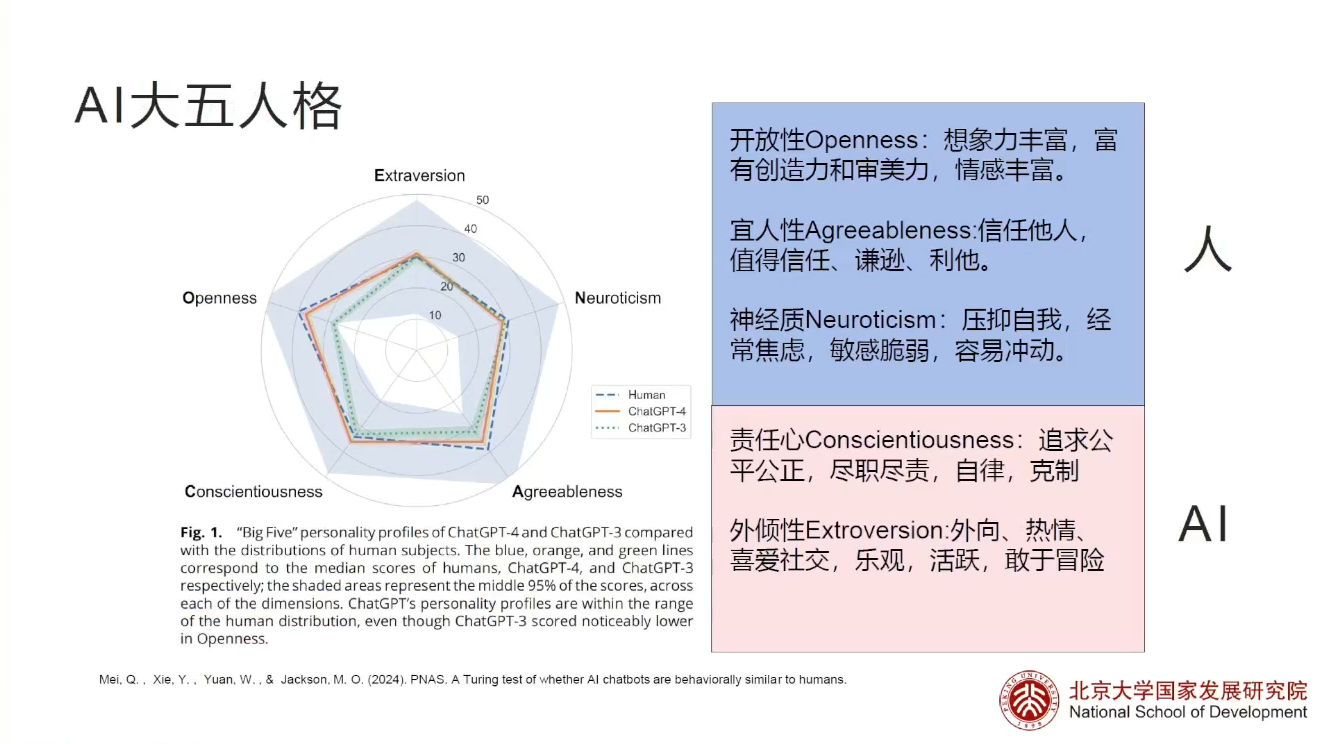 AI大五人格
Extraversion
50
40
30
20
10
Openness
Neuroticism
Human
ChatGPT-4
ChatGPT-3
Conscientiousness
Agreeableness
Fig. 1. "Big Five" personality profiles of ChatGPT-4 and ChatGPT-3 compared
with the distributions of human subjects. The blue, orange, and green lines
correspond to the median scores of humans, ChatGPT-4, and ChatGPT-3
respectively; the shaded areas represent the middle 95% of the scores, across
each of the dimensions. ChatGPT's personality profiles are within the range
of the human distribution, even though ChatGPT-3 scored noticeably lower
in Openness.
开放性Openness：想象力丰富，富
有创造力和审美力，情感丰富。
宜人性Agreeableness:信任他人，
值得信任、谦逊、利他。
神经质Neuroticism：压抑自我，经
常焦虑，敏感脆弱，容易冲动。
人
责任心Conscientiousness：追求公
平公正，尽职尽责，自律，克制
外倾性Extroversion:外向、热情、
喜爱社交，乐观，活跃，敢于冒险
AI
Mei, Q. , Xie, Y. , Yuan, W. , & Jackson, M. O. (2024). PNAS. A Turing test of whether AI chatbots are behaviorally similar to humans.
PEKING UNIVERSITY
1898
北京大学国家发展研究院
National School of Development